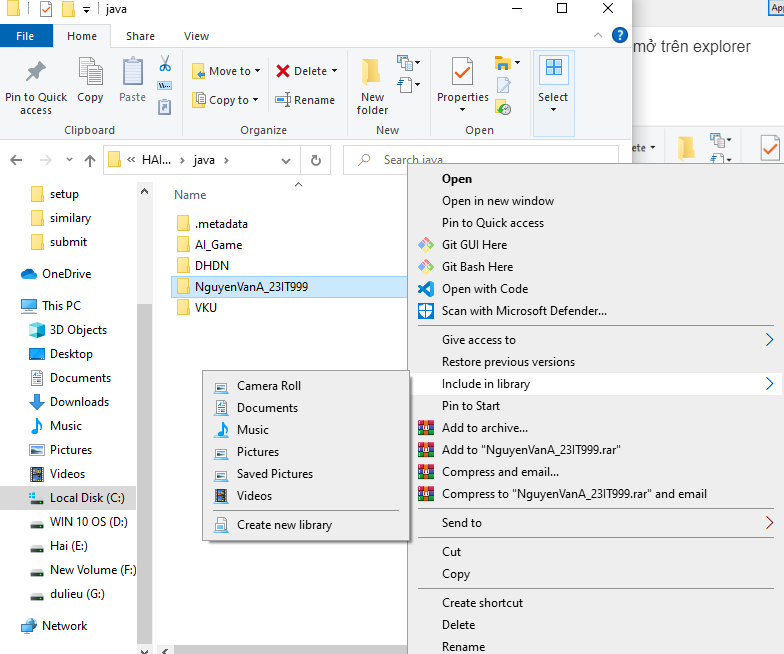 java
App
File
Home
Share
View
mở trên explorer
Pin to Quick access
Copy
Paste
Move to
Copy to
Delete
Rename
New folder
Properties
Select
Clipboard
Organize
New
Open
ete
« HAI... > java >
Search java
setup
similary
submit
OneDrive
This PC
3D Objects
Desktop
Documents
Downloads
Music
Pictures
Videos
Local Disk (C:)
WIN 10 OS (D:)
Hai (E:)
New Volume (F:)
dulieu (G:)
Network
Name
.metadata
AI_Game
DHDN
NguyenVanA_23IT999
VKU
Camera Roll
Documents
Music
Pictures
Saved Pictures
Videos
Create new library
Open
Open in new window
Pin to Quick access
Git GUI Here
Git Bash Here
Open with Code
Scan with Microsoft Defender...
Give access to
Restore previous versions
Include in library
Pin to Start
Add to archive...
Add to "NguyenVanA_23IT999.rar"
Compress and email...
Compress to "NguyenVanA_23IT999.rar" and email
Send to
Cut
Copy
Create shortcut
Delete
Rename